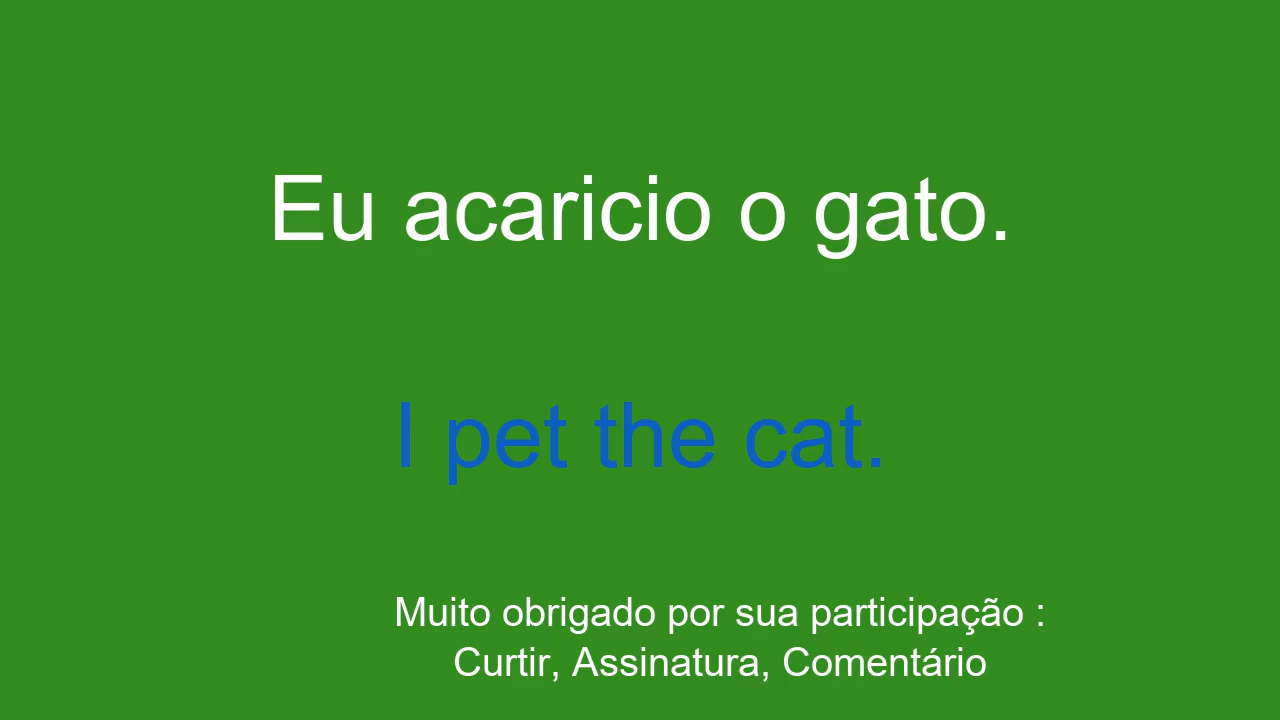 Eu acaricio o gato.
I pet the cat.
Muito obrigado por sua participação :
Curtir, Assinatura, Comentário